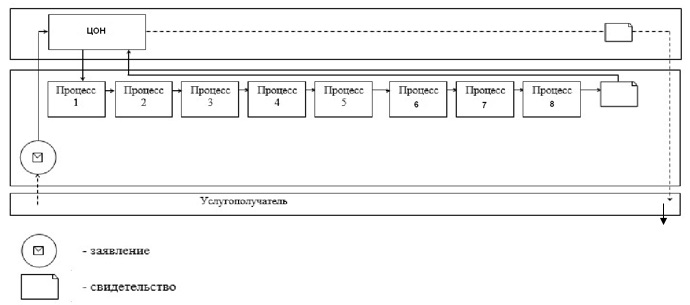 ЦОН
Процесс
1
Процесс
2
Процесс
3
Процесс
4
Процесс
5
Процесс
6
Процесс
7
Процесс
8
Услугополучатель
- заявление
- свидетельство